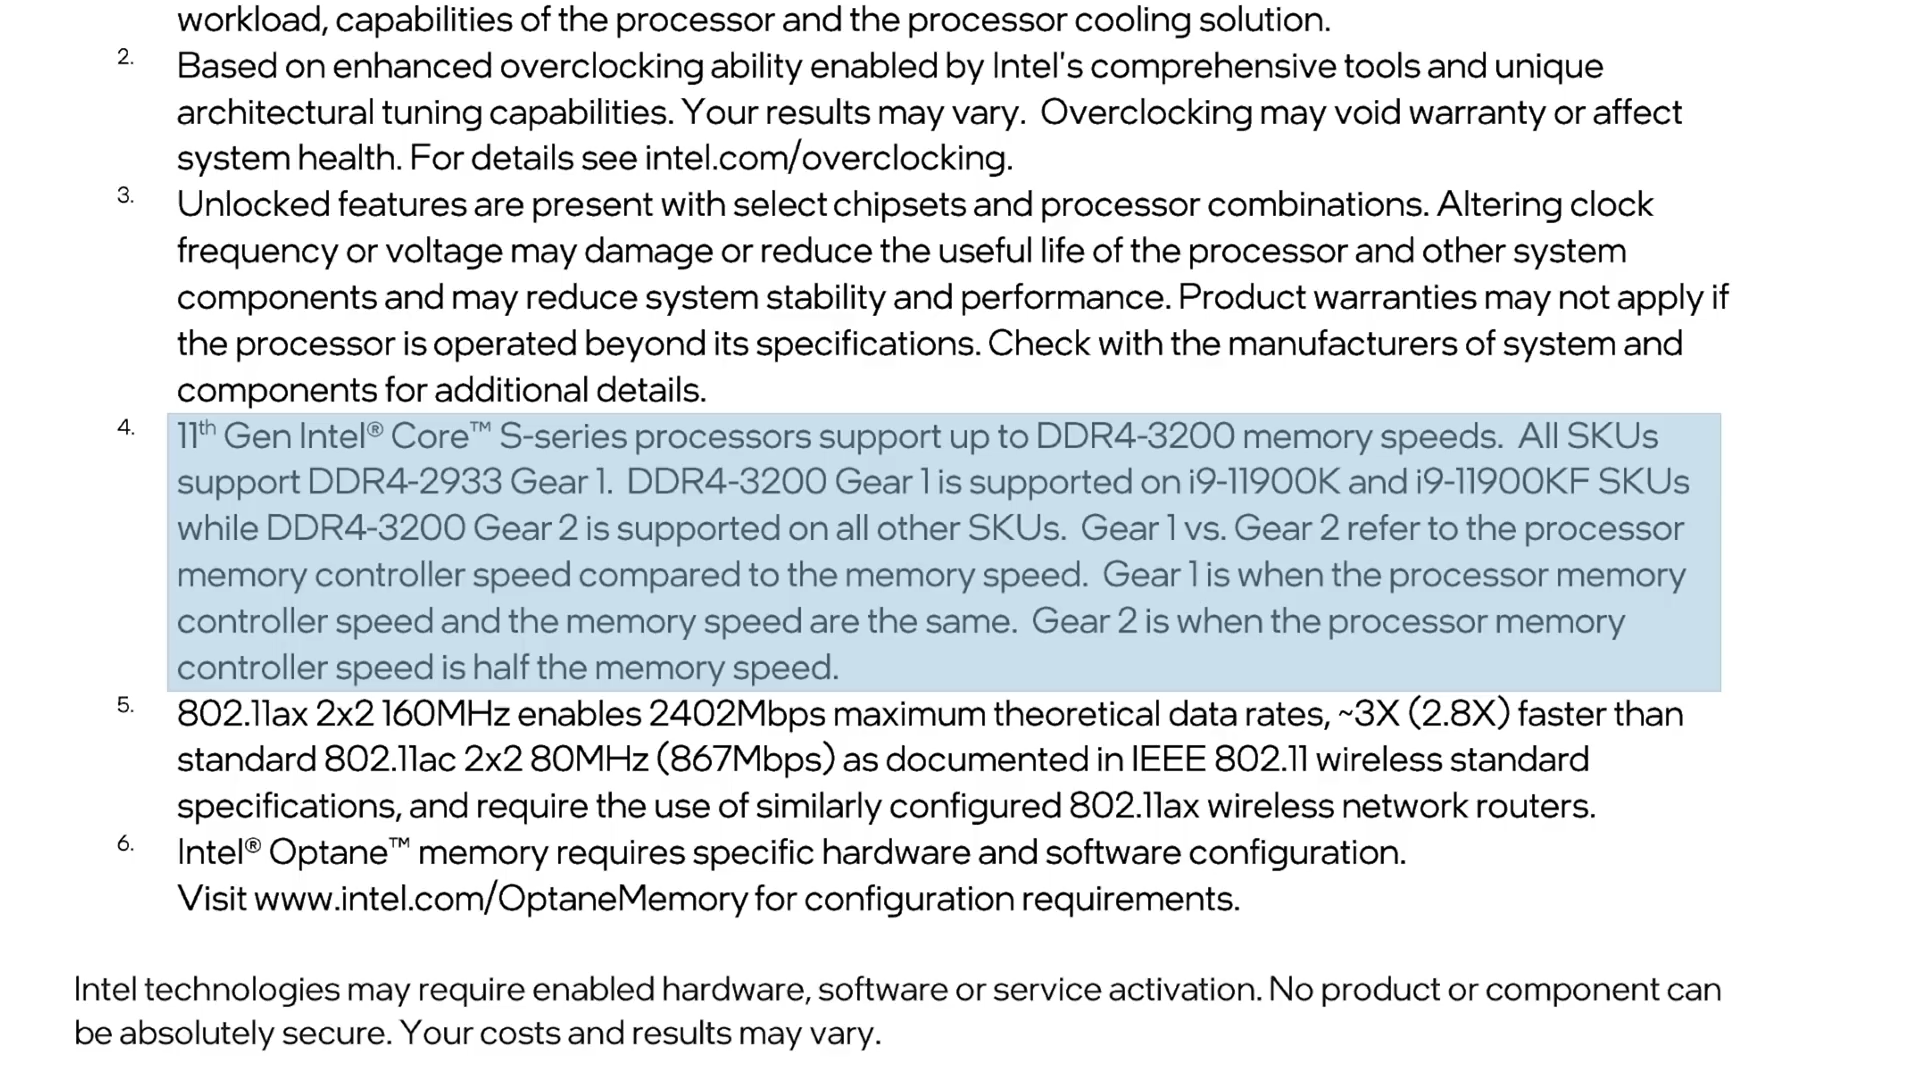 workload, capabilities of the processor and the processor cooling solution.
2. Based on enhanced overclocking ability enabled by Intel's comprehensive tools and unique
architectural tuning capabilities. Your results may vary. Overclocking may void warranty or affect
system health. For details see intel.com/overclocking.
3. Unlocked features are present with select chipsets and processor combinations. Altering clock
frequency or voltage may damage or reduce the useful life of the processor and other system
components and may reduce system stability and performance. Product warranties may not apply if
the processor is operated beyond its specifications. Check with the manufacturers of system and
components for additional details.
4. 11th Gen Intel® Core™ S-series processors support up to DDR4-3200 memory speeds. All SKUs
support DDR4-2933 Gear 1. DDR4-3200 Gear 1 is supported on i9-11900K and i9-11900KF SKUs
while DDR4-3200 Gear 2 is supported on all other SKUs. Gear 1 vs. Gear 2 refer to the processor
memory controller speed compared to the memory speed. Gear 1 is when the processor memory
controller speed and the memory speed are the same. Gear 2 is when the processor memory
controller speed is half the memory speed.
5. 802.11ax 2x2 160MHz enables 2402Mbps maximum theoretical data rates, ~3X (2.8X) faster than
standard 802.11ac 2x2 80MHz (867Mbps) as documented in IEEE 802.11 wireless standard
specifications, and require the use of similarly configured 802.11ax wireless network routers.
6. Intel® Optane™ memory requires specific hardware and software configuration.
Visit www.intel.com/OptaneMemory for configuration requirements.
Intel technologies may require enabled hardware, software or service activation. No product or component can
be absolutely secure. Your costs and results may vary.